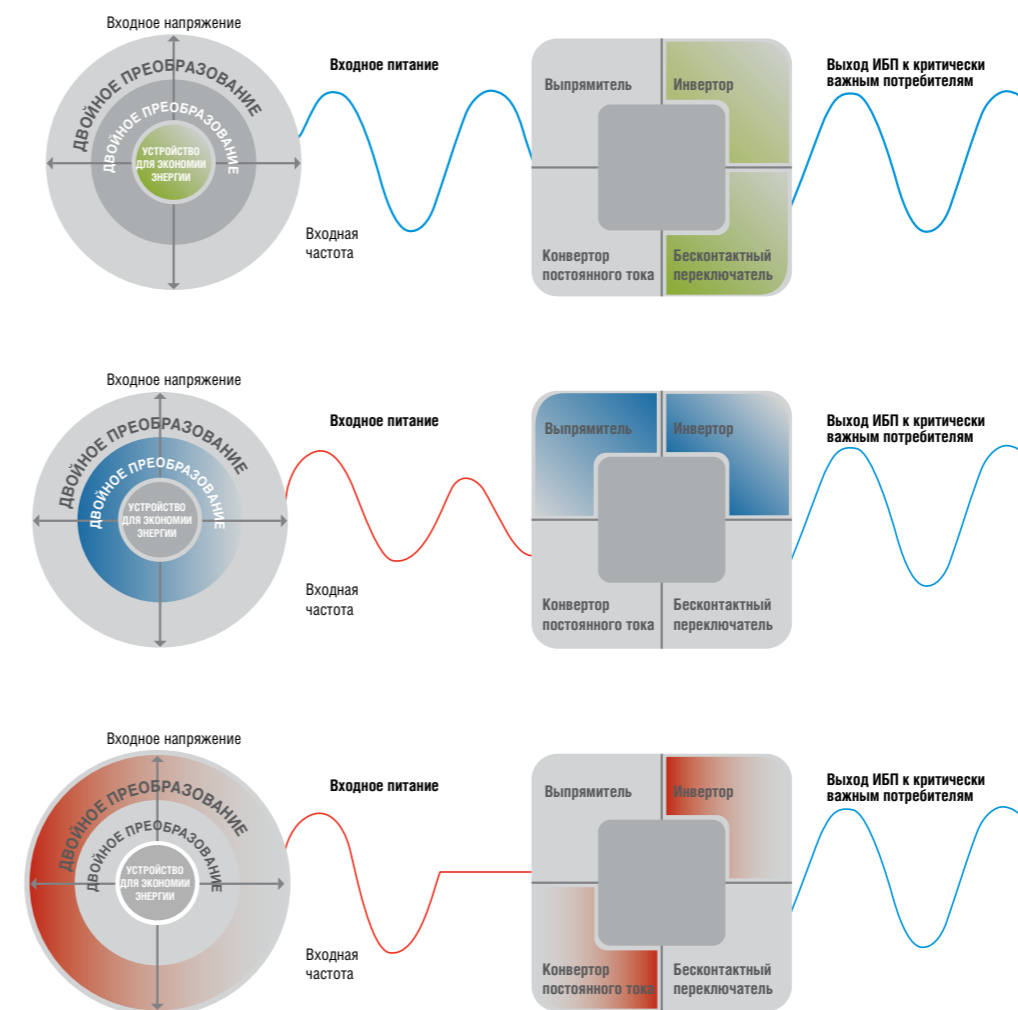 Входное напряжение
ДВОЙНОЕ ПРЕОБРАЗОВАНИЕ
ДВОЙНОЕ ПРЕОБРАЗОВАНИЕ
УСТРОЙСТВО
ДЛЯ ЭКОНОМИИ
ЭНЕРГИИ
Входная
частота
Входное питание
Выпрямитель
Инвертор
Конвертор
постоянного тока
Бесконтактный
переключатель
Выход ИБП к критически
важным потребителям
Входное напряжение
ДВОЙНОЕ ПРЕОБРАЗОВАНИЕ
ДВОЙНОЕ ПРЕОБРАЗОВАНИЕ
УСТРОЙСТВО
ДЛЯ ЭКОНОМИИ
ЭНЕРГИИ
Входная
частота
Входное питание
Выпрямитель
Инвертор
Конвертор
постоянного тока
Бесконтактный
переключатель
Выход ИБП к критически
важным потребителям
Входное напряжение
ДВОЙНОЕ ПРЕОБРАЗОВАНИЕ
ДВОЙНОЕ ПРЕОБРАЗОВАНИЕ
УСТРОЙСТВО
ДЛЯ ЭКОНОМИИ
ЭНЕРГИИ
Входная
частота
Входное питание
Выпрямитель
Инвертор
Конвертор
постоянного тока
Бесконтактный
переключатель
Выход ИБП к критически
важным потребителям